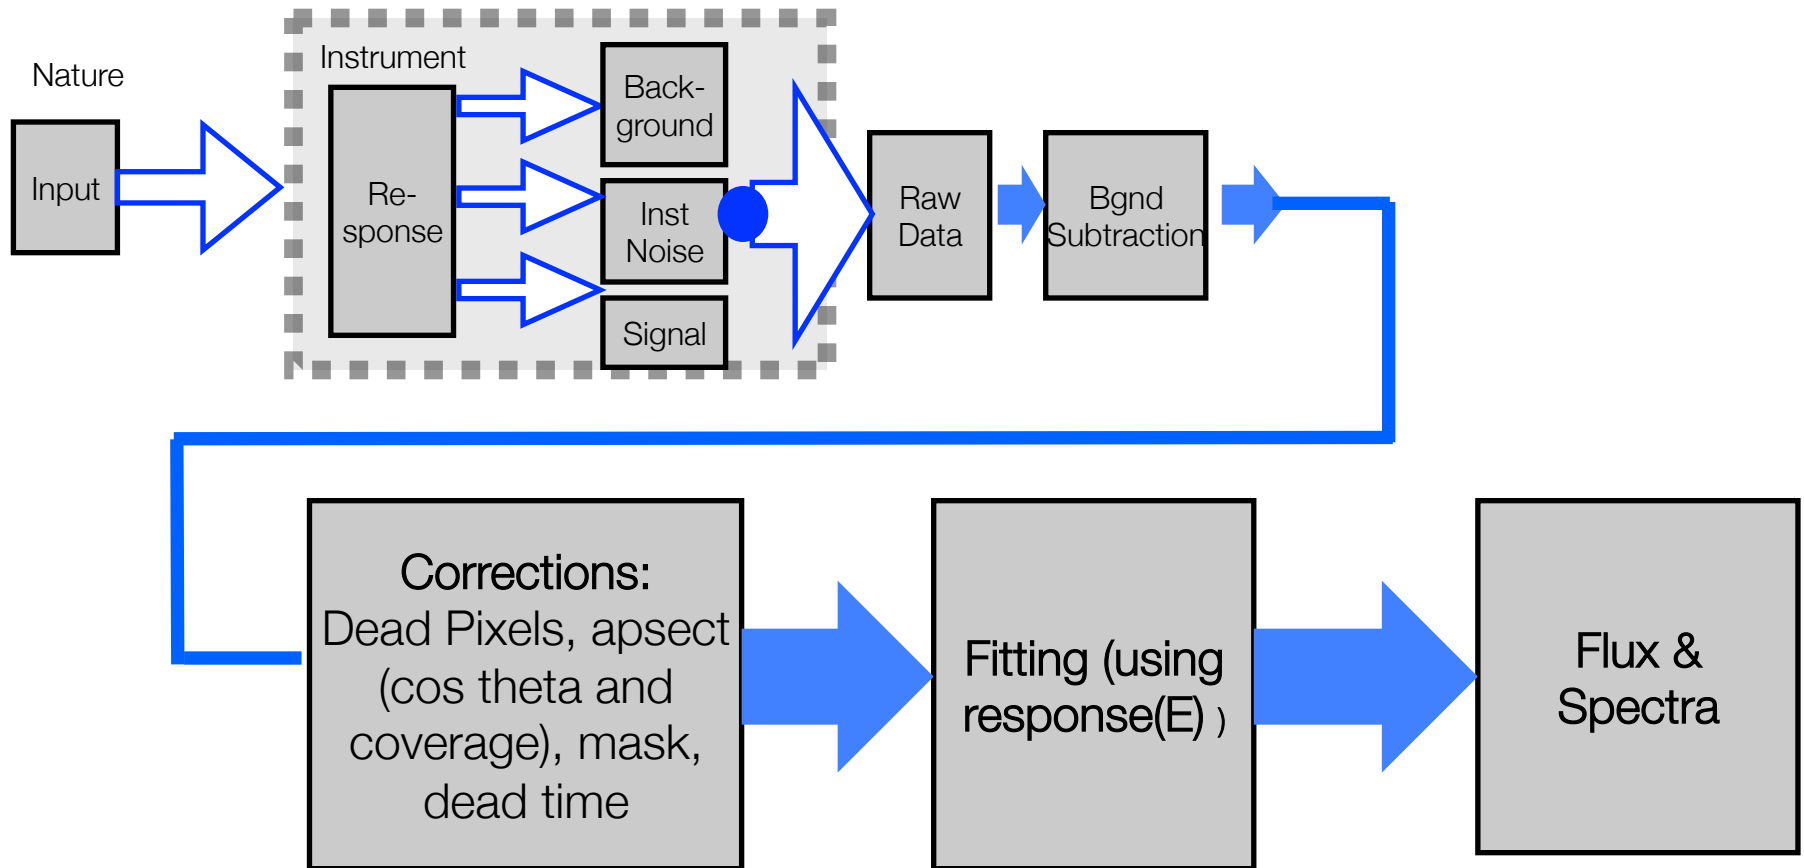 Nature
Input
Instrument
Re-
sponse
Back-
ground
Inst
Noise
Signal
Raw
Data
Bgnd
Subtraction
Corrections:
Dead Pixels, apsect
(cos theta and
coverage), mask,
dead time
Fitting (using
response(E) )
Flux &
Spectra